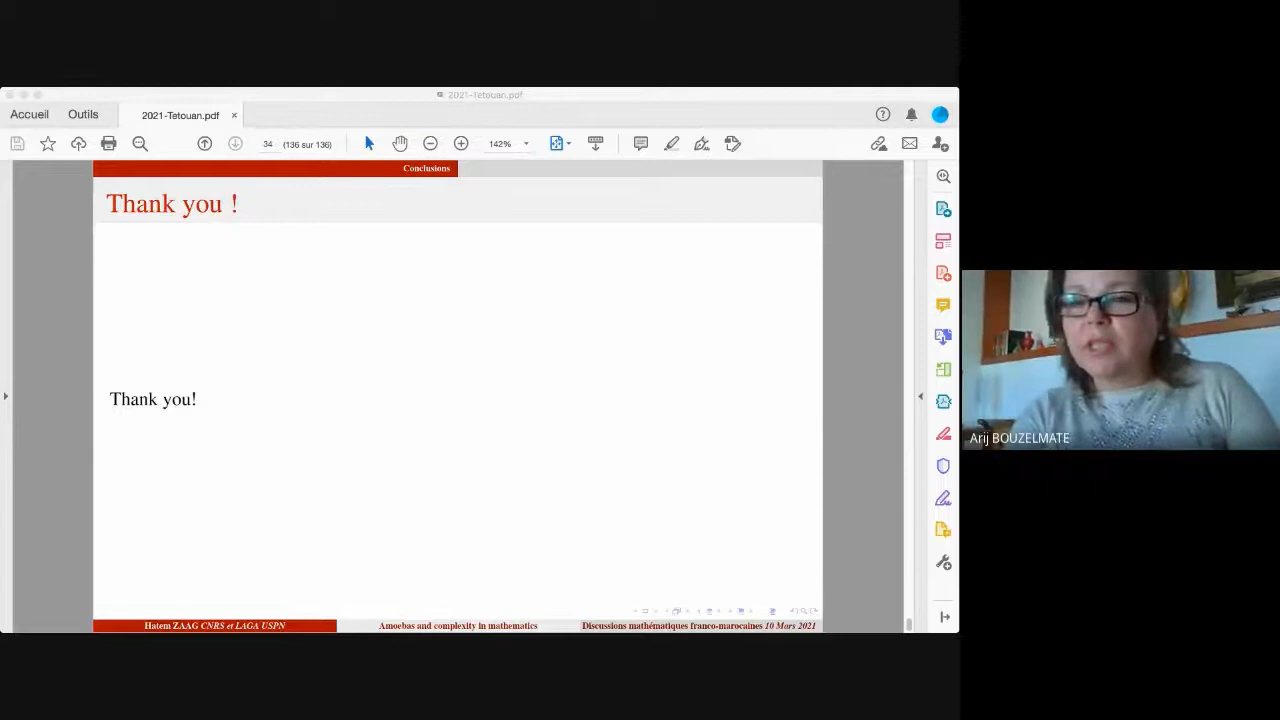 2021-Tetouan.pdf
Accueil
Outils
2021-Tetouan.pdf
34
(136 sur 136)
142%
Conclusions
Thank you !
Thank you!
Hatem ZAAG CNRS et LAGA USPN
Amoebas and complexity in mathematics
Discussions mathématiques franco-marocaines 10 Mars 2021
Arij BOUZELMATE